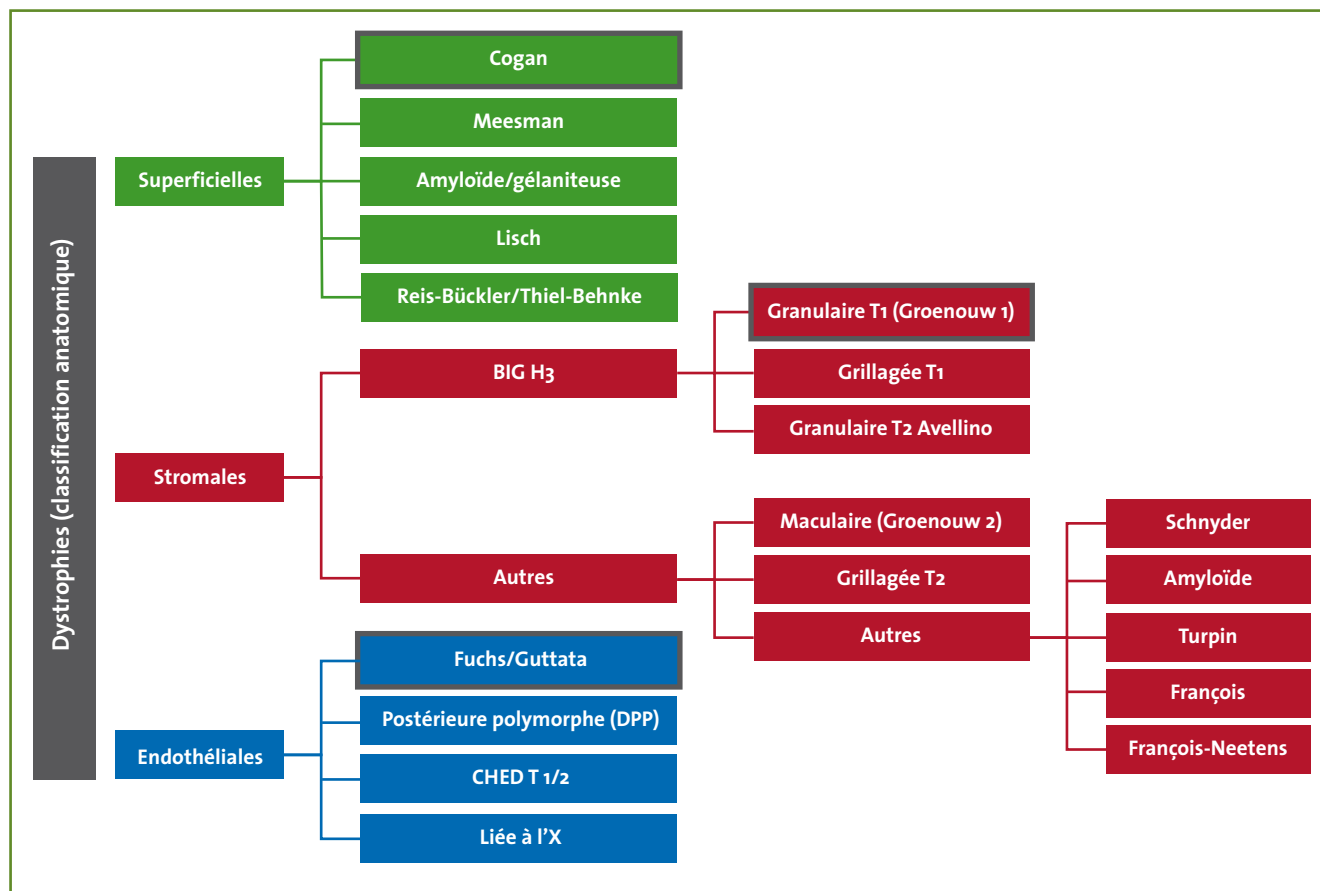 Dystrophies (classification anatomique)
Superficielles
Cogan
Meesman
Amyloïde/gélaniteuse
Lisch
Reis-Bückler/Thiel-Behnke
Stromales
BIG H3
Granulaire T1 (Groenouw 1)
Grillagée T1
Granulaire T2 Avellino
Autres
Maculaire (Groenouw 2)
Grillagée T2
Autres
Schnyder
Amyloïde
Turpin
François
François-Neetens
Endothéliales
Fuchs/Guttata
Postérieure polymorphe (DPP)
CHED T 1/2
Liée à l'X